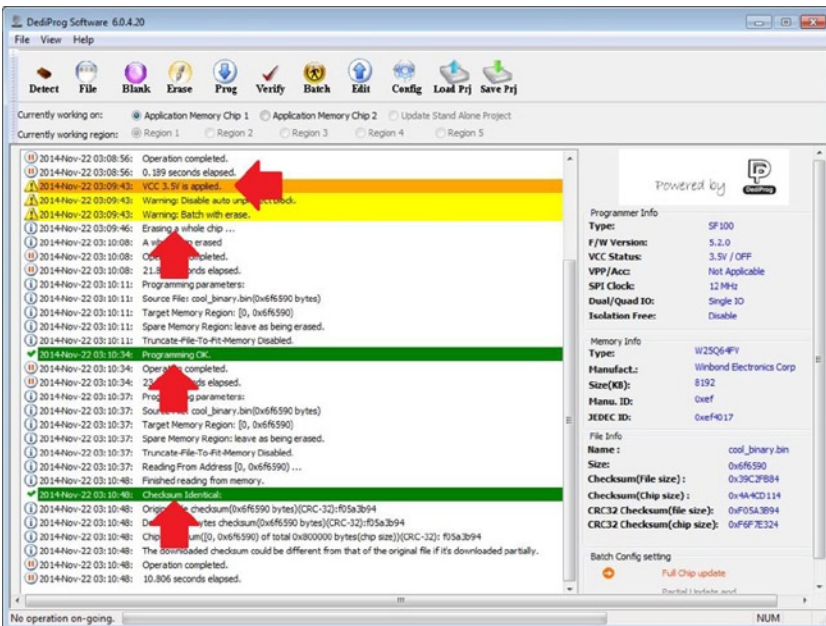 DediProg Software 6.0.4.20
File View Help
Detect File Blank Erase Prog Verify Batch Edit Config Load Prj Save Prj
Currently working on: Application Memory Chip 1 Application Memory Chip 2 Update Stand Alone Project
Currently working region: Region 1 Region 2 Region 3 Region 4 Region 5
2014-Nov-22 03:08:56: Operation completed.
2014-Nov-22 03:08:56: 0.189 seconds elapsed.
2014-Nov-22 03:09:43: VCC 3.5V is applied.
2014-Nov-22 03:09:43: Warning: Disable auto block.
2014-Nov-22 03:09:43: Warning: Batch with erase.
2014-Nov-22 03:09:46: Erasing a whole chip ...
2014-Nov-22 03:10:08: A erased
2014-Nov-22 03:10:08:
2014-Nov-22 03:10:08: elapsed.
2014-Nov-22 03:10:11: Programming parameters:
2014-Nov-22 03:10:11: Source File: cool_binary.bin(0x6f6590 bytes)
2014-Nov-22 03:10:11: Target Memory Region: [0, 0x6f6590)
2014-Nov-22 03:10:11: Spare Memory Region: leave as being erased.
2014-Nov-22 03:10:11: Truncate-File-To-Fit-Memory Disabled.
2014-Nov-22 03:10:34: Programming OK.
2014-Nov-22 03:10:34: completed.
2014-Nov-22 03:10:34: elapsed.
2014-Nov-22 03:10:37: parameters:
2014-Nov-22 03:10:37: cool_binary.bin(0x6f6590 bytes)
2014-Nov-22 03:10:37: Target Memory Region: [0, 0x6f6590)
2014-Nov-22 03:10:37: Spare Memory Region: leave as being erased.
2014-Nov-22 03:10:37: Truncate-File-To-Fit-Memory Disabled.
2014-Nov-22 03:10:37: Reading From Address [0, 0x6f6590) ...
2014-Nov-22 03:10:48: Finished reading from memory.
2014-Nov-22 03:10:48: Checksum Identical:
2014-Nov-22 03:10:48: checksum(0x6f6590 bytes)(CRC-32):f05a3b94
2014-Nov-22 03:10:48: checksum(0x6f6590 bytes)(CRC-32):f05a3b94
2014-Nov-22 03:10:48: 0x6f6590) of total 0x800000 bytes(chip size))(CRC-32): f05a3b94
2014-Nov-22 03:10:48: The downloaded checksum could be different from that of the original file if it's downloaded partially.
2014-Nov-22 03:10:48: Operation completed.
2014-Nov-22 03:10:48: 10.806 seconds elapsed.
Powered by DediProg
Programmer Info
Type: SF100
F/W Version: 5.2.0
VCC Status: 3.5V / OFF
VPP/Acc: Not Applicable
SPI Clock: 12 MHz
Dual/Quad IO: Single IO
Isolation Free: Disable
Memory Info
Type: W25Q64FV
Manufact.: Winbond Electronics Corp
Size(KB): 8192
Manu. ID: 0xef
JEDEC ID: 0xef4017
File Info
Name : cool_binary.bin
Size: 0x6f6590
Checksum(File size) : 0x39C2FB84
Checksum(Chip size) : 0x4A4CD114
CRC32 Checksum(file size): 0xF05A3B94
CRC32 Checksum(chip size): 0xF6F7E324
Batch Config setting
Full Chip update
Partial Update and
No operation on-going. NUM